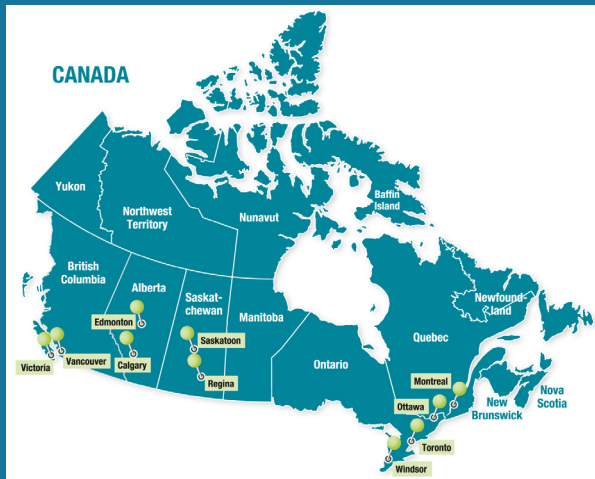 CANADA
Yukon
Northwest
Territory
Nunavut
Baffin
Island
British
Columbia
Alberta
Saskat-
chewan
Manitoba
Ontario
Quebec
Newfound-
land
Edmonton
Calgary
Saskatoon
Regina
Victoria
Vancouver
Montreal
Ottawa
Toronto
Windsor
New
Brunswick
Nova
Scotia